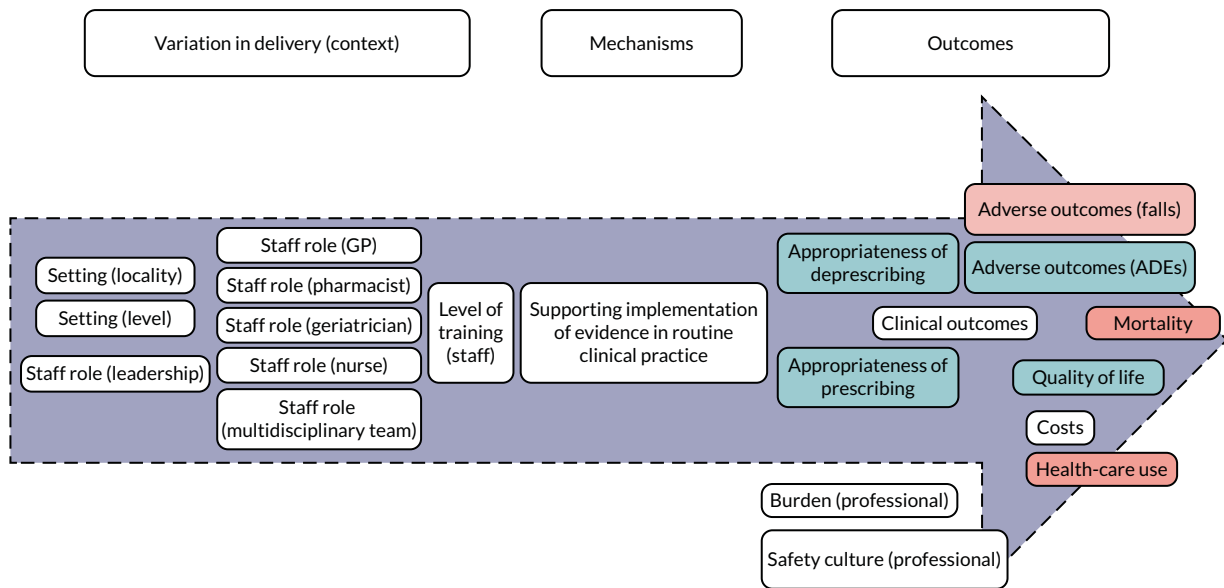 Variation in delivery (context)
Mechanisms
Outcomes
Setting (locality)
Setting (level)
Staff role (leadership)
Staff role (GP)
Staff role (pharmacist)
Staff role (geriatrician)
Staff role (nurse)
Staff role
(multidisciplinary team)
Level of
training
(staff)
Supporting implementation
of evidence in routine
clinical practice
Appropriateness of
deprescribing
Appropriateness of
prescribing
Adverse outcomes (falls)
Adverse outcomes (ADEs)
Clinical outcomes
Mortality
Quality of life
Costs
Health-care use
Burden (professional)
Safety culture (professional)